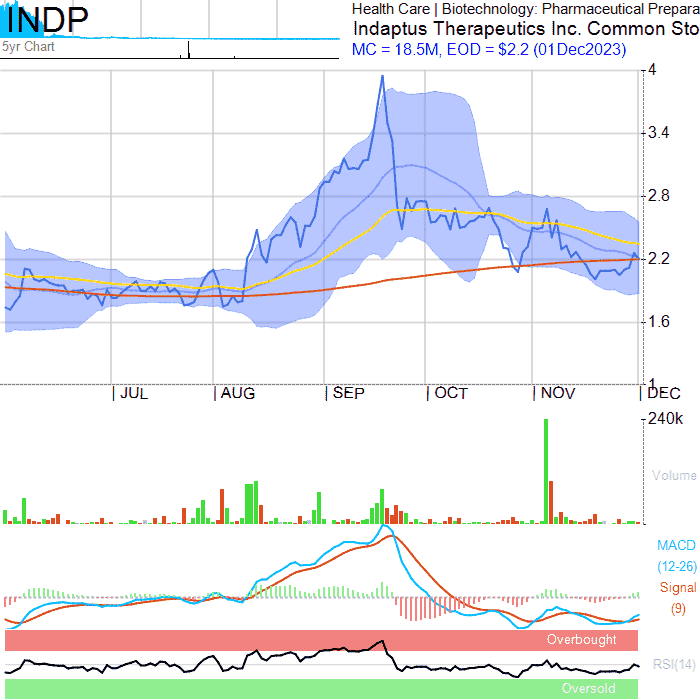 INDP
5yr Chart
Health Care | Biotechnology: Pharmaceutical Prepara
Indaptus Therapeutics Inc. Common Sto
MC = 18.5M, EOD = $2.2 (01Dec2023)
4
3.4
2.8
2.2
1.6
1
JUL AUG SEP OCT NOV DEC
240k
Volume
MACD
(12-26)
Signal
(9)
Overbought
RSI(14)
Oversold